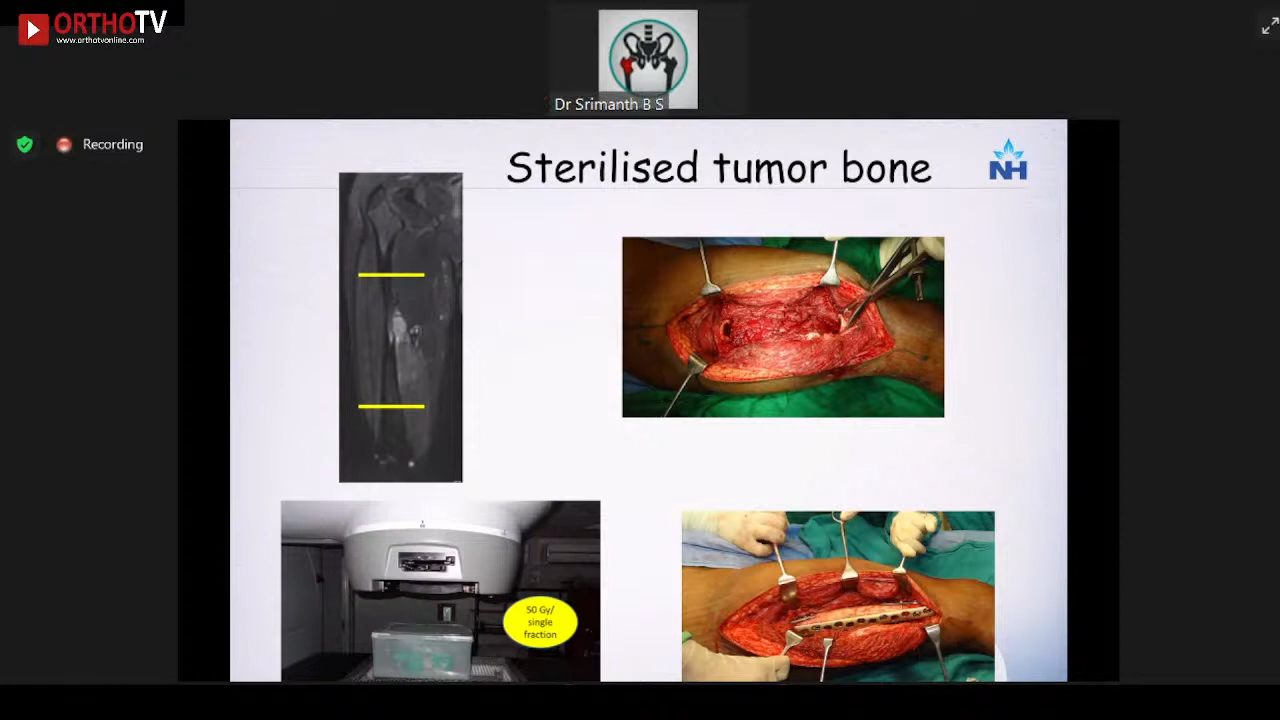 ORTHOTV
www.orthotvonline.com
Dr Srimanth B S
Recording
Sterilised tumor bone
NH
50 Gy/
single
fraction